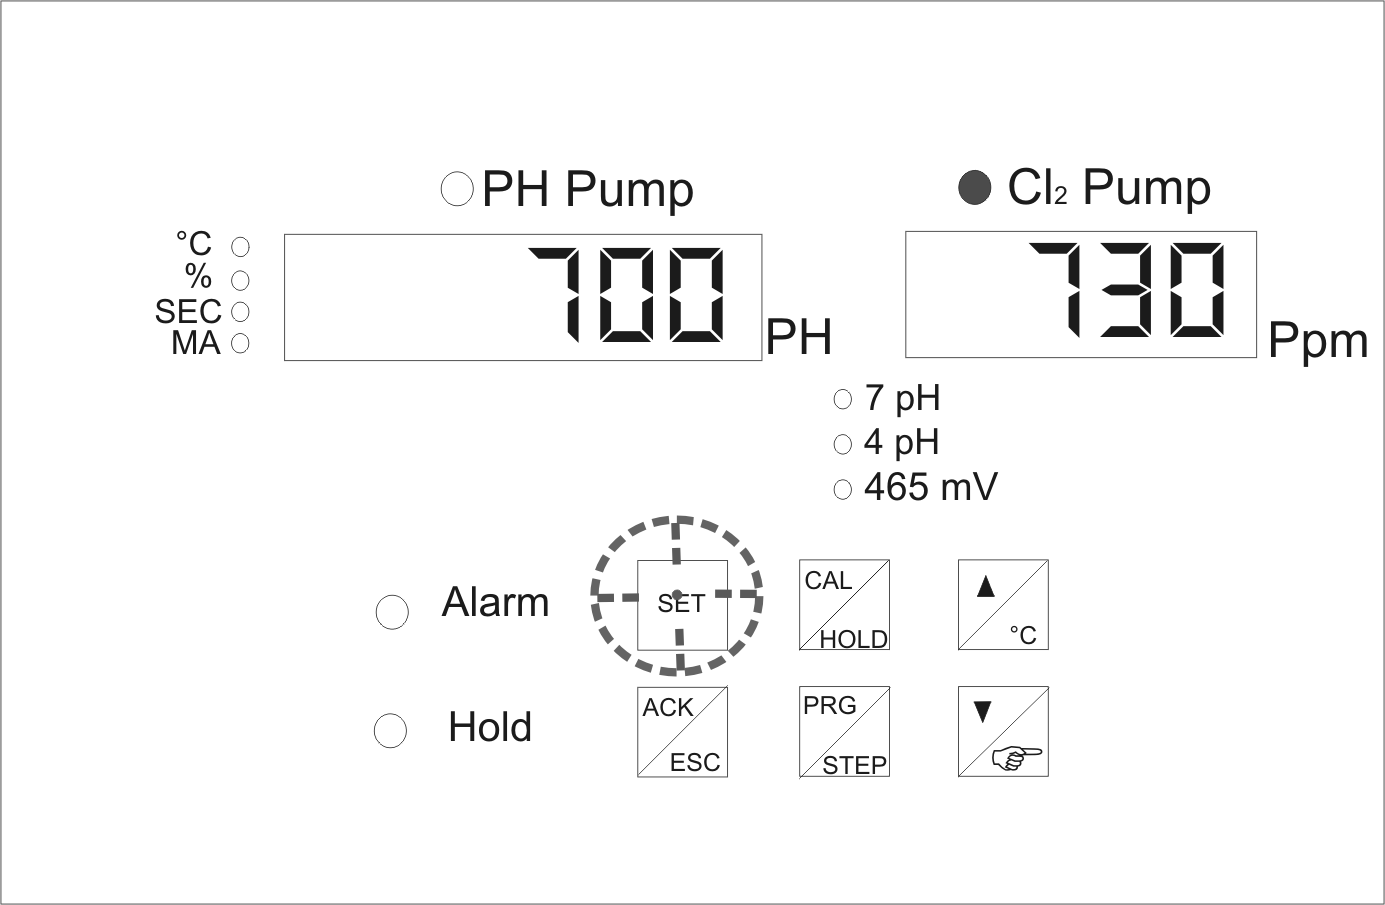 PH Pump
Cl₂ Pump
°C
%
SEC
MA
700
PH
730
Ppm
7 pH
4 pH
465 mV
Alarm
SET
CAL
HOLD
▲
°C
Hold
ACK
ESC
PRG
STEP
▼